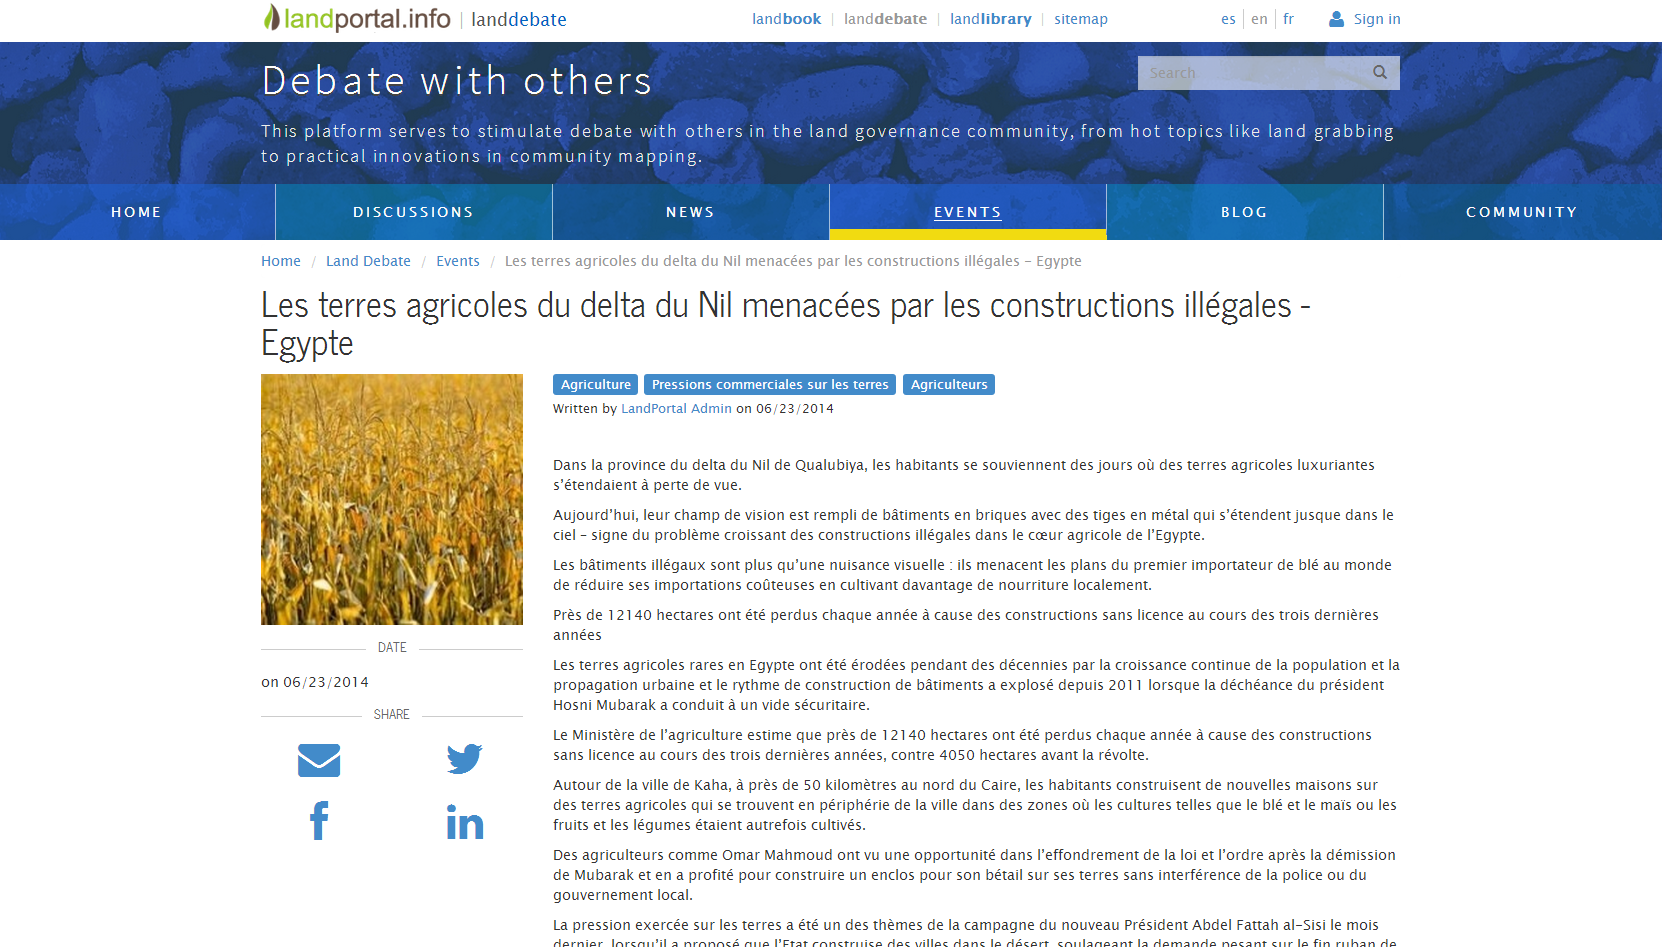 landportal.info | landdebate
landbook | landdebate | landlibrary | sitemap
es | en | fr
Sign in
Debate with others
Search
This platform serves to stimulate debate with others in the land governance community, from hot topics like land grabbing
to practical innovations in community mapping.
HOME
DISCUSSIONS
NEWS
EVENTS
BLOG
COMMUNITY
Home / Land Debate / Events / Les terres agricoles du delta du Nil menacées par les constructions illégales – Egypte
Les terres agricoles du delta du Nil menacées par les constructions illégales -
Egypte
Agriculture
Pressions commerciales sur les terres
Agriculteurs
Written by LandPortal Admin on 06/23/2014
DATE
on 06/23/2014
SHARE
Dans la province du delta du Nil de Qualubiya, les habitants se souviennent des jours où des terres agricoles luxuriantes
s’étendaient à perte de vue.
Aujourd’hui, leur champ de vision est rempli de bâtiments en briques avec des tiges en métal qui s’étendent jusque dans le
ciel – signe du problème croissant des constructions illégales dans le cœur agricole de l’Egypte.
Les bâtiments illégaux sont plus qu’une nuisance visuelle : ils menacent les plans du premier importateur de blé au monde
de réduire ses importations coûteuses en cultivant davantage de nourriture localement.
Près de 12140 hectares ont été perdus chaque année à cause des constructions sans licence au cours des trois dernières
années
Les terres agricoles rares en Egypte ont été érodées pendant des décennies par la croissance continue de la population et la
propagation urbaine et le rythme de construction de bâtiments a explosé depuis 2011 lorsque la déchéance du président
Hosni Mubarak a conduit à un vide sécuritaire.
Le Ministère de l’agriculture estime que près de 12140 hectares ont été perdus chaque année à cause des constructions
sans licence au cours des trois dernières années, contre 4050 hectares avant la révolte.
Autour de la ville de Kaha, à près de 50 kilomètres au nord du Caire, les habitants construisent de nouvelles maisons sur
des terres agricoles qui se trouvent en périphérie de la ville dans des zones où les cultures telles que le blé et le maïs ou les
fruits et les légumes étaient autrefois cultivés.
Des agriculteurs comme Omar Mahmoud ont vu une opportunité dans l’effondrement de la loi et l’ordre après la démission
de Mubarak et en a profité pour construire un enclos pour son bétail sur ses terres sans interférence de la police ou du
gouvernement local.
La pression exercée sur les terres a été un des thèmes de la campagne du nouveau Président Abdel Fattah al-Sisi le mois
dernier, lorsqu’il a proposé que l’Etat construise des villes dans le désert, soulageant la demande pesant sur le fin ruban de